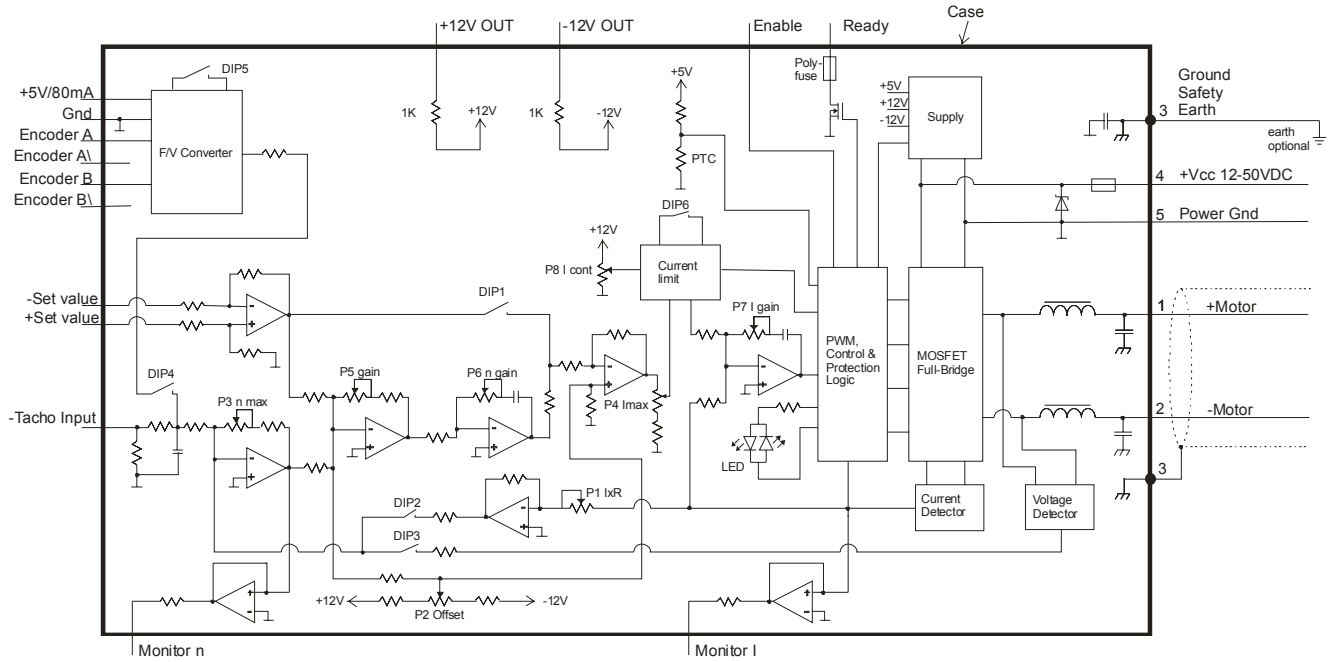 +12V OUT
-12V OUT
Enable
Ready
Case
DIP5
Poly-
fuse
+5V
Ground
Safety
Earth
3
earth
optional
+5V/80mA
Gnd
Encoder A
Encoder A\
Encoder B
Encoder B\
F/V Converter
1K
+12V
1K
-12V
PTC
+5V
+12V
-12V
Supply
4
+Vcc 12-50VDC
5
Power Gnd
DIP6
+12V
P8 I cont
Current
limit
-Set value
+Set value
DIP1
P7 I gain
PWM,
Control &
Protection
Logic
MOSFET
Full-Bridge
1
+Motor
2
-Motor
3
DIP4
P5 gain
P6 n gain
P4 Imax
-Tacho Input
P3 n max
LED
DIP2
P1 IxR
Current
Detector
Voltage
Detector
DIP3
+12V
-12V
P2 Offset
Monitor n
Monitor I